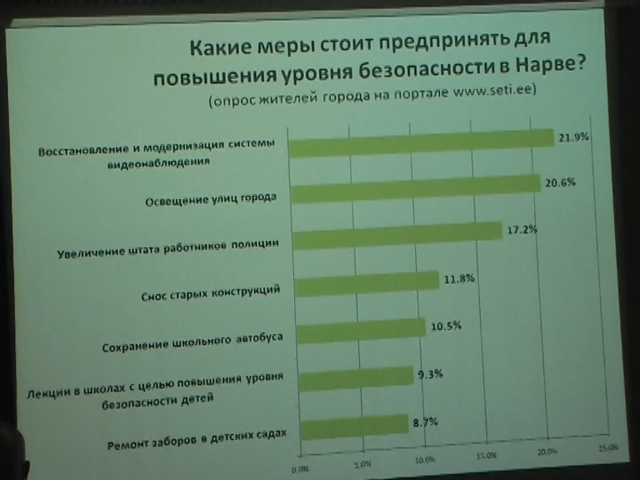 Какие меры стоит предпринять для
повышения уровня безопасности в Нарве?
(опрос жителей города на портале www.seti.ee)
Восстановление и модернизация системы
видеонаблюдения
21.9%
Освещение улиц города
20.6%
Увеличение штата работников полиции
17.2%
Снос старых конструкций
11.8%
Сохранение школьного автобуса
10.5%
Лекции в школах с целью повышения уровня
безопасности детей
9.3%
Ремонт заборов в детских садах
8.7%
0.0% 5.0% 10.0% 15.0% 20.0% 25.0%